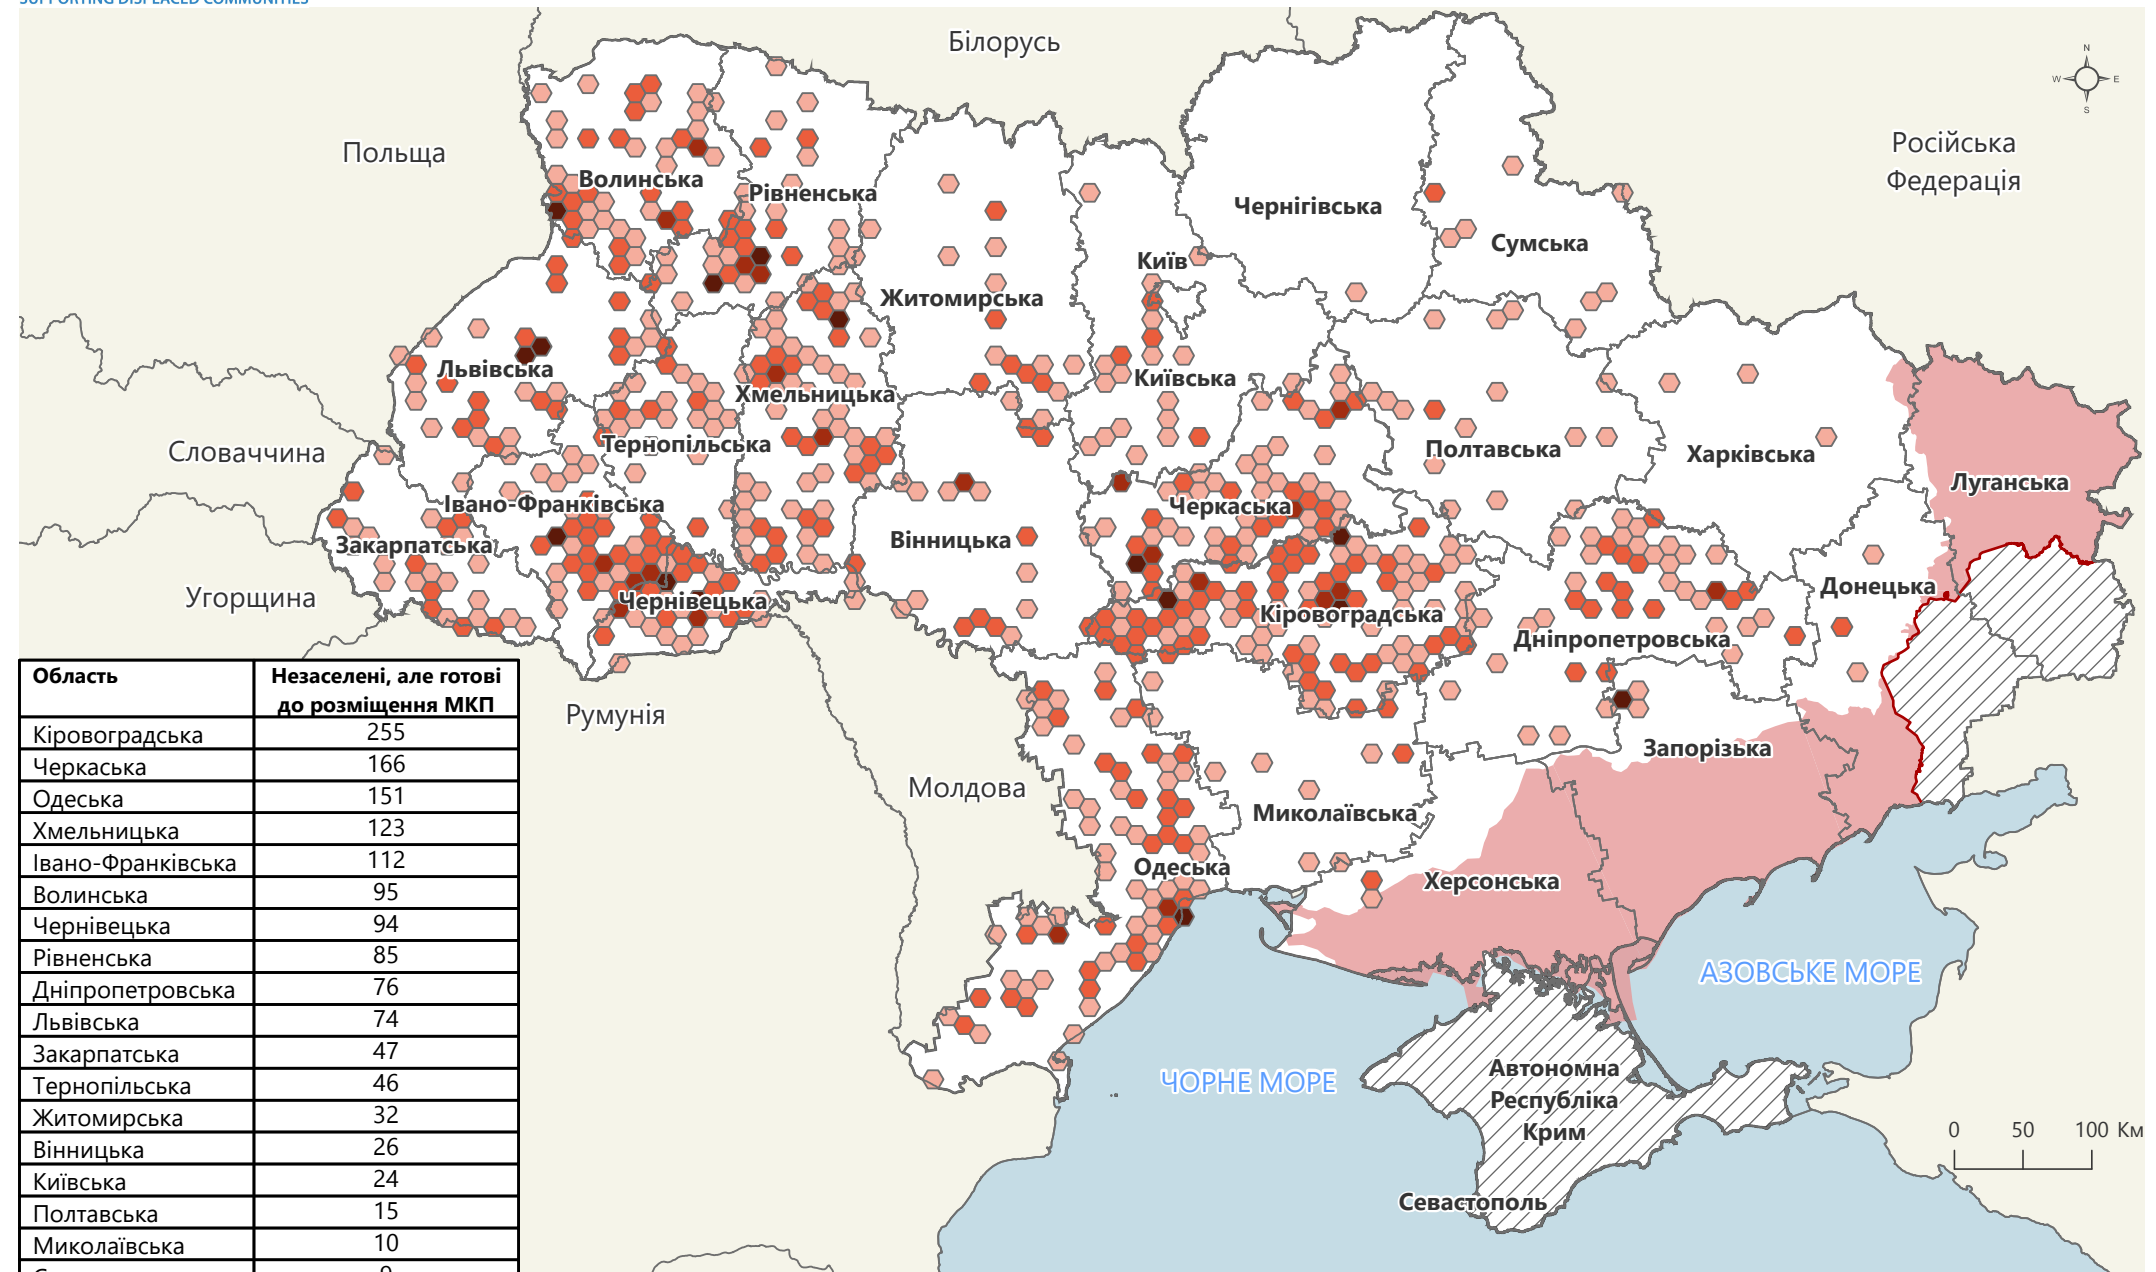 SUPPORTING DISPLACED COMMUNITIES
Білорусь
N
W E
S
Польща
Російська
Федерація
Волинська
Рівненська
Чернігівська
Сумська
Київ
Житомирська
Львівська
Хмельницька
Київська
Словаччина
Тернопільська
Полтавська
Харківська
Луганська
Івано-Франківська
Черкаська
Закарпатська
Вінницька
Угорщина
Чернівецька
Кіровоградська
Донецька
Дніпропетровська
Румунія
Молдова
Запорізька
Миколаївська
Одеська
Херсонська
АЗОВСЬКЕ МОРЕ
ЧОРНЕ МОРЕ
Автономна
Республіка
Крим
Севастополь
0 50 100 Км
Область Незаселені, але готові
до розміщення МКП
Кіровоградська 255
Черкаська 166
Одеська 151
Хмельницька 123
Івано-Франківська 112
Волинська 95
Чернівецька 94
Рівненська 85
Дніпропетровська 76
Львівська 74
Закарпатська 47
Тернопільська 46
Житомирська 32
Вінницька 26
Київська 24
Полтавська 15
Миколаївська 10